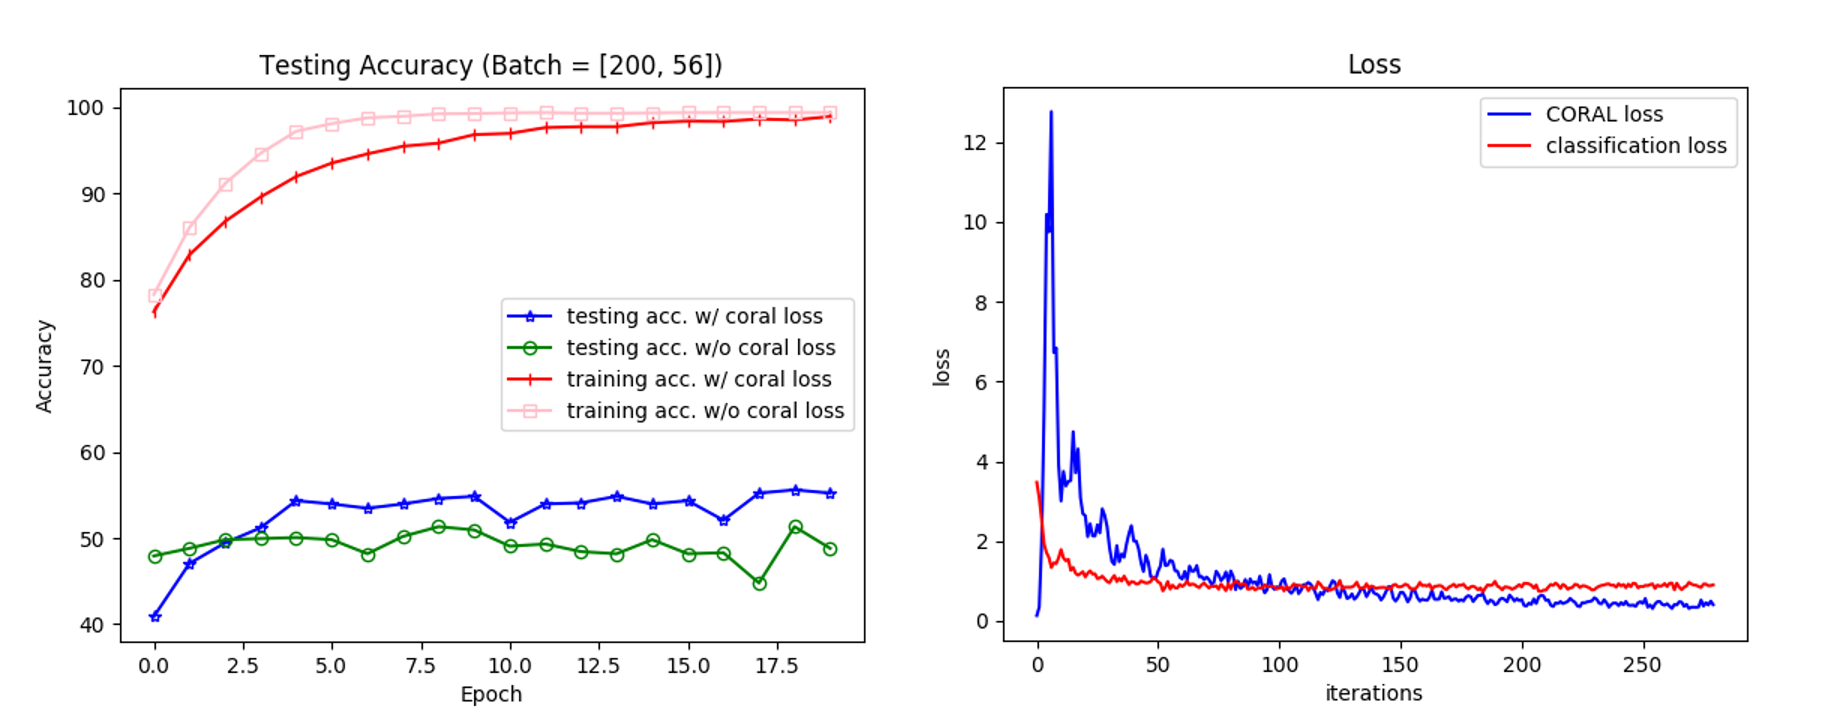 Testing Accuracy (Batch = [200, 56])
100
90
80
70
60
50
40
Accuracy
testing acc. w/ coral loss
testing acc. w/o coral loss
training acc. w/ coral loss
training acc. w/o coral loss
0.0 2.5 5.0 7.5 10.0 12.5 15.0 17.5
Epoch
Loss
12
10
8
6
4
2
0
loss
CORAL loss
classification loss
0 50 100 150 200 250
iterations